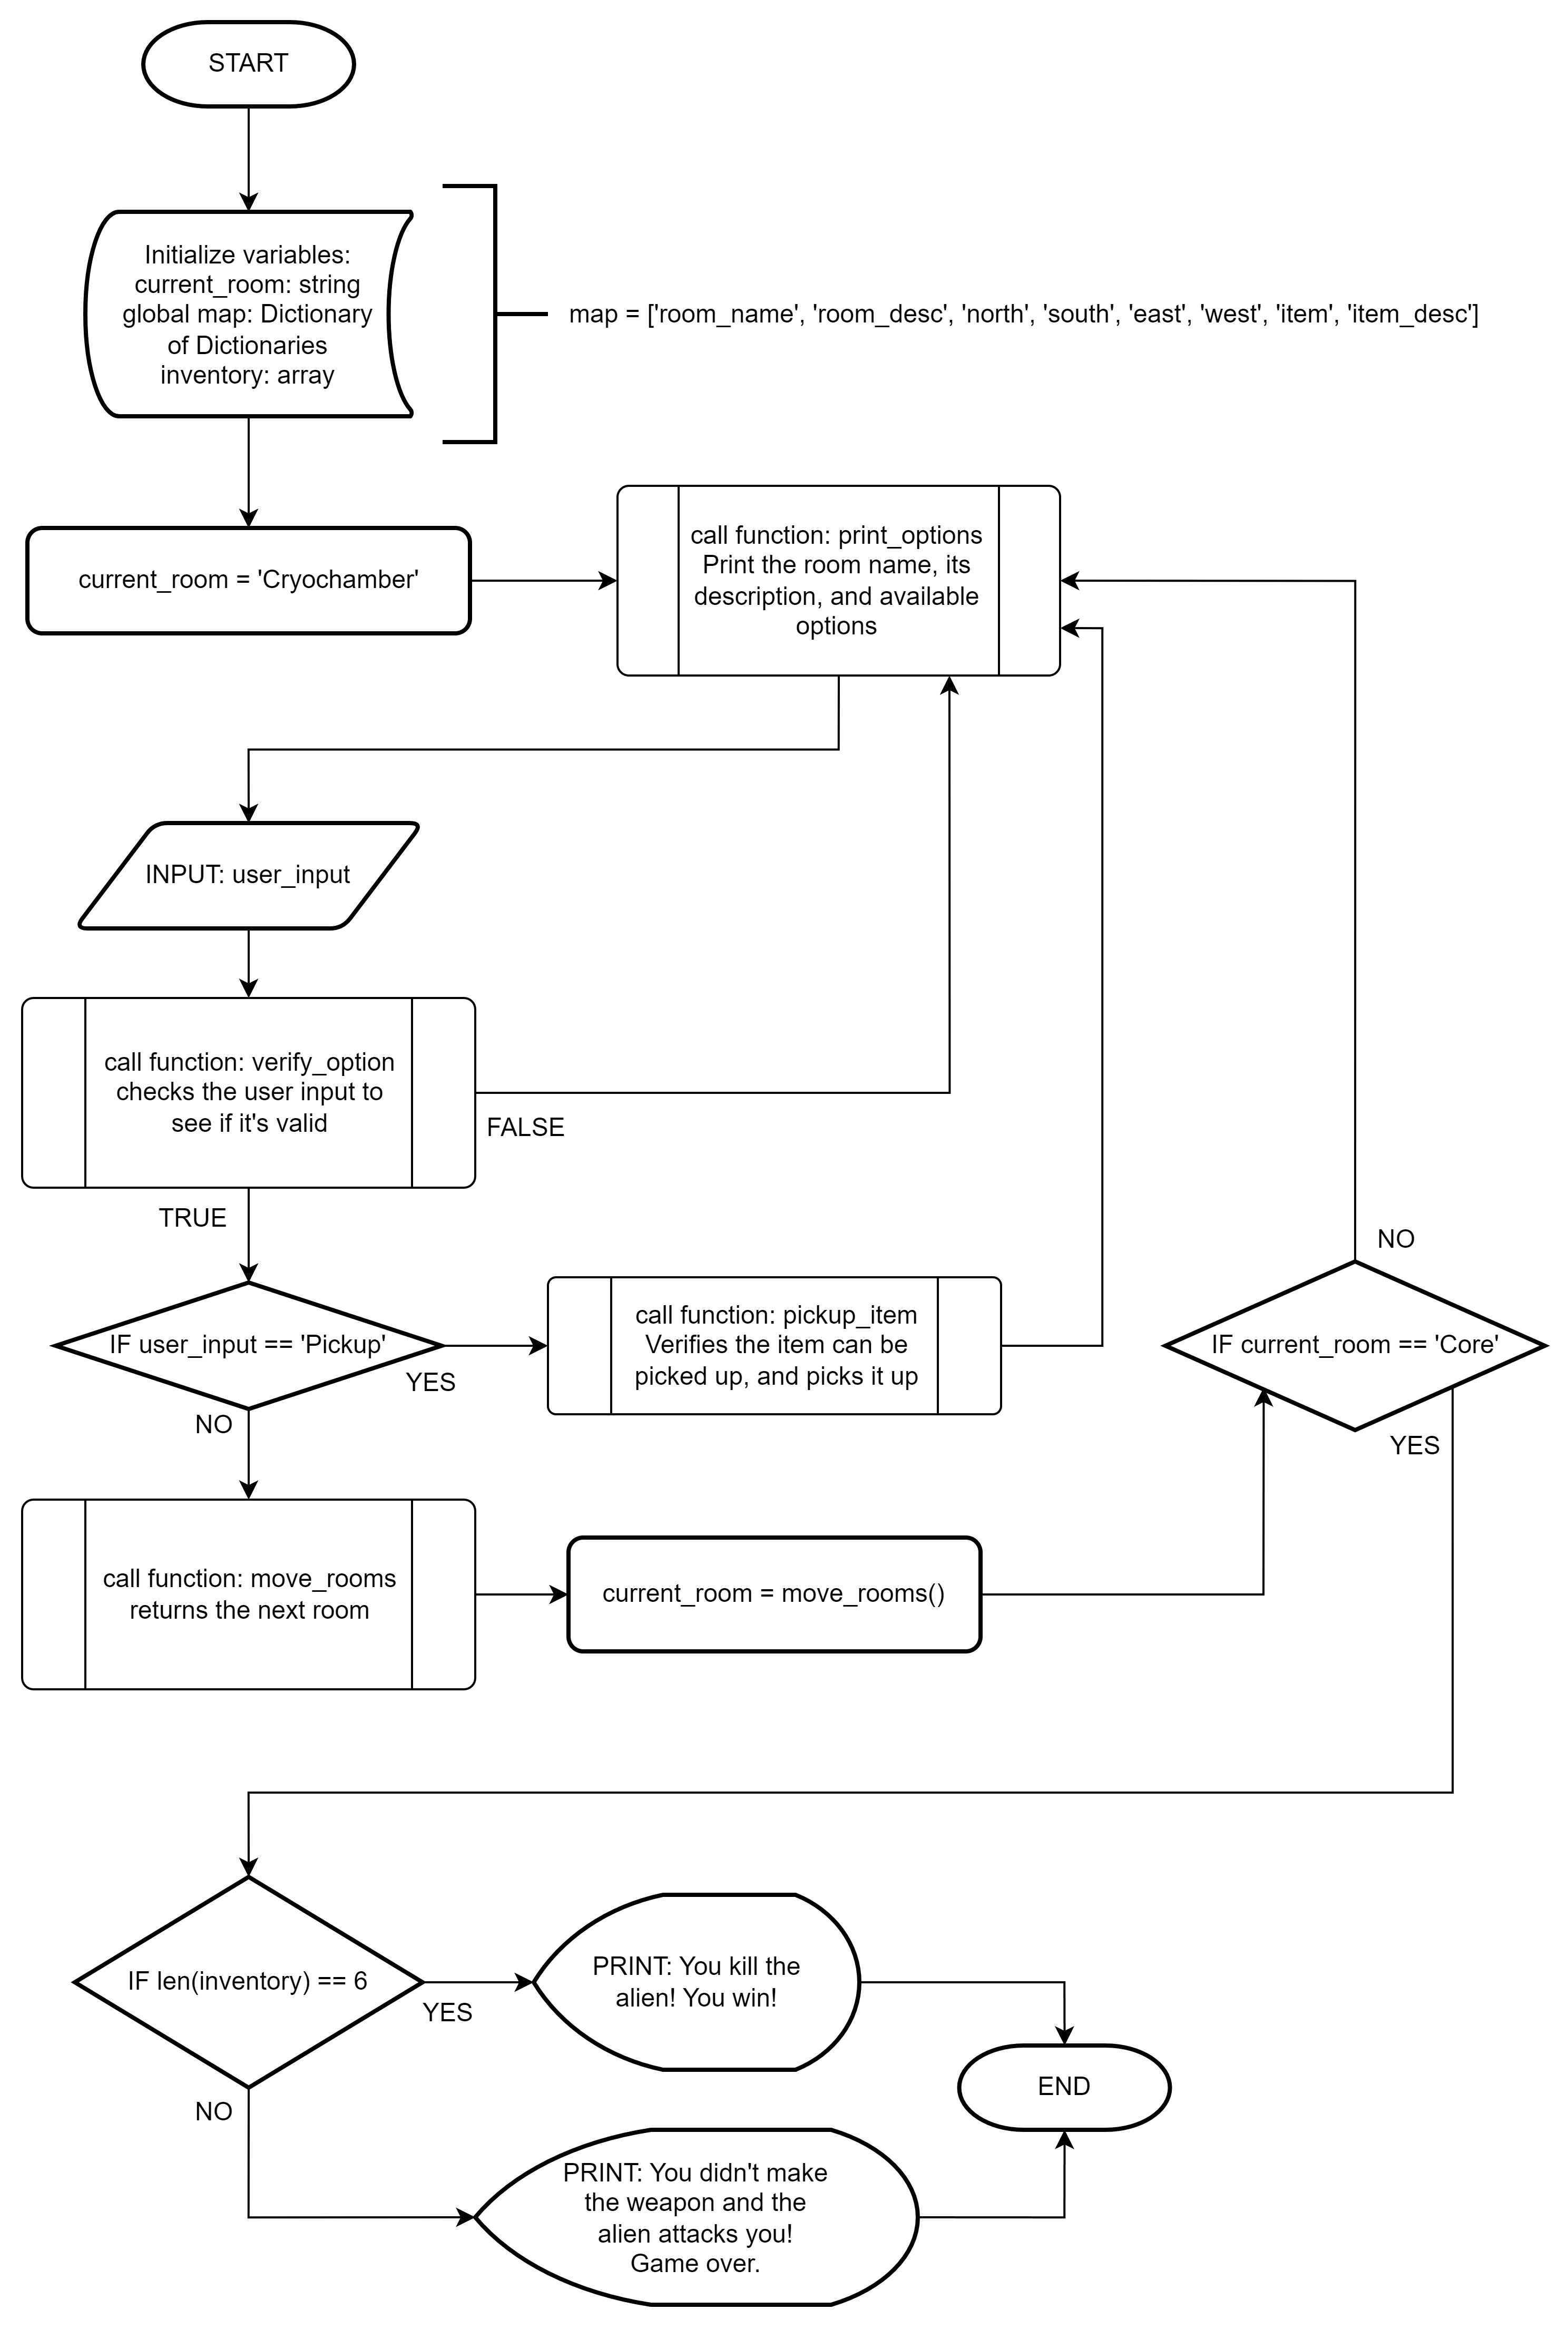 START
Initialize variables:
current_room: string
global map: Dictionary
of Dictionaries
inventory: array
map = ['room_name', 'room_desc', 'north', 'south', 'east', 'west', 'item', 'item_desc']
current_room = 'Cryochamber'
call function: print_options
Print the room name, its
description, and available
options
INPUT: user_input
call function: verify_option
checks the user input to
see if it's valid
FALSE
TRUE
IF user_input == 'Pickup'
YES
NO
call function: pickup_item
Verifies the item can be
picked up, and picks it up
call function: move_rooms
returns the next room
current_room = move_rooms()
NO
IF current_room == 'Core'
YES
IF len(inventory) == 6
YES
NO
PRINT: You kill the
alien! You win!
END
PRINT: You didn't make
the weapon and the
alien attacks you!
Game over.